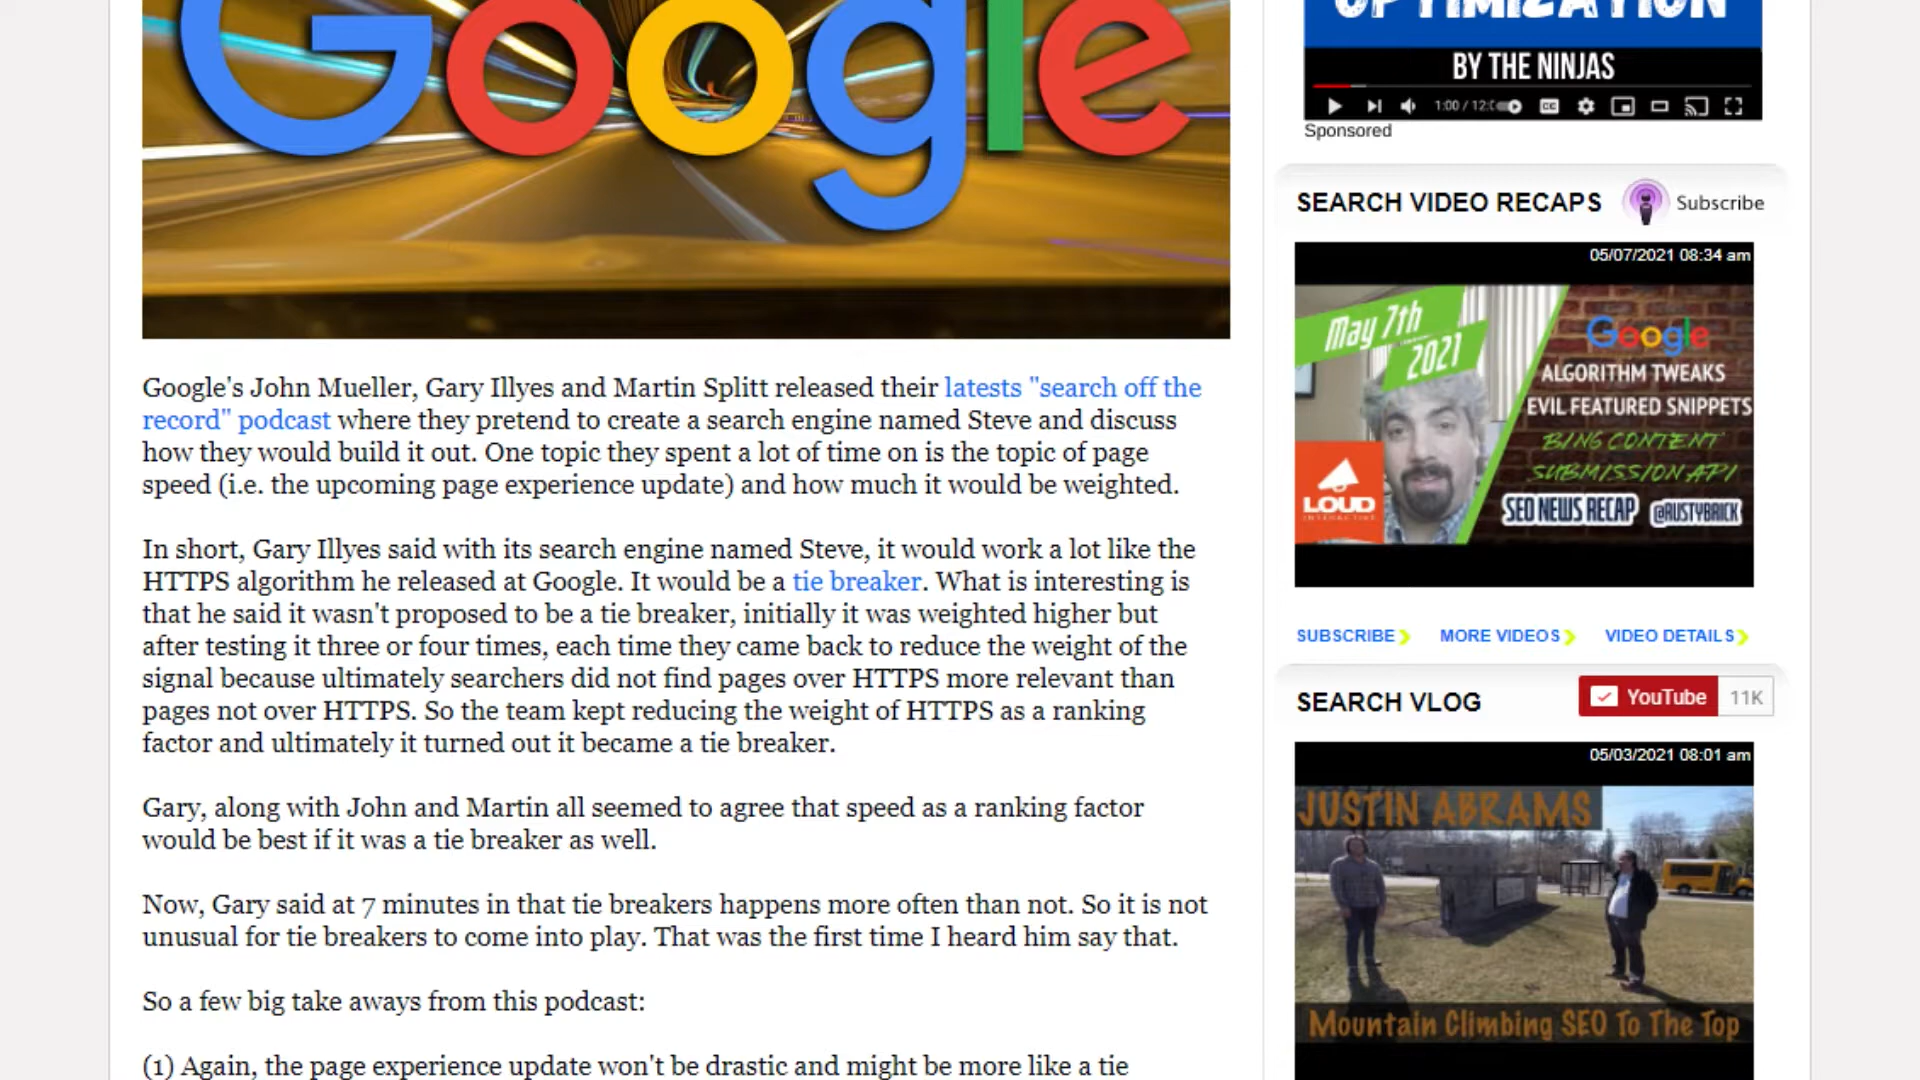 Google
Google's John Mueller, Gary Illyes and Martin Splitt released their latests "search off the
record" podcast where they pretend to create a search engine named Steve and discuss
how they would build it out. One topic they spent a lot of time on is the topic of page
speed (i.e. the upcoming page experience update) and how much it would be weighted.
In short, Gary Illyes said with its search engine named Steve, it would work a lot like the
HTTPS algorithm he released at Google. It would be a tie breaker. What is interesting is
that he said it wasn't proposed to be a tie breaker, initially it was weighted higher but
after testing it three or four times, each time they came back to reduce the weight of the
signal because ultimately searchers did not find pages over HTTPS more relevant than
pages not over HTTPS. So the team kept reducing the weight of HTTPS as a ranking
factor and ultimately it turned out it became a tie breaker.
Gary, along with John and Martin all seemed to agree that speed as a ranking factor
would be best if it was a tie breaker as well.
Now, Gary said at 7 minutes in that tie breakers happens more often than not. So it is not
unusual for tie breakers to come into play. That was the first time I heard him say that.
So a few big take aways from this podcast:
(1) Again, the page experience update won't be drastic and might be more like a tie
OPTIMIZATION
BY THE NINJAS
1:00 / 12:0
CC
Sponsored
SEARCH VIDEO RECAPS
Subscribe
05/07/2021 08:34 am
May 7th
2021
Google
ALGORITHM TWEAKS
EVIL FEATURED SNIPPETS
BING CONTENT
SUBMISSION API
LOUD
INTERACTIVE
SEO NEWS RECAP
@RUSTYBRICK
SUBSCRIBE
MORE VIDEOS
VIDEO DETAILS
SEARCH VLOG
YouTube
11K
05/03/2021 08:01 am
JUSTIN ABRAMS
Mountain Climbing SEO To The Top